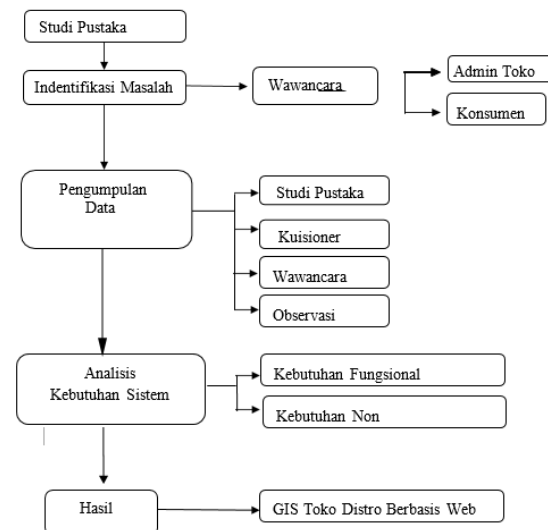 Studi Pustaka
Indentifikasi Masalah
Wawancara
Admin Toko
Konsumen
Pengumpulan
Data
Studi Pustaka
Kuisioner
Wawancara
Observasi
Analisis
Kebutuhan Sistem
Kebutuhan Fungsional
Kebutuhan Non
Hasil
GIS Toko Distro Berbasis Web